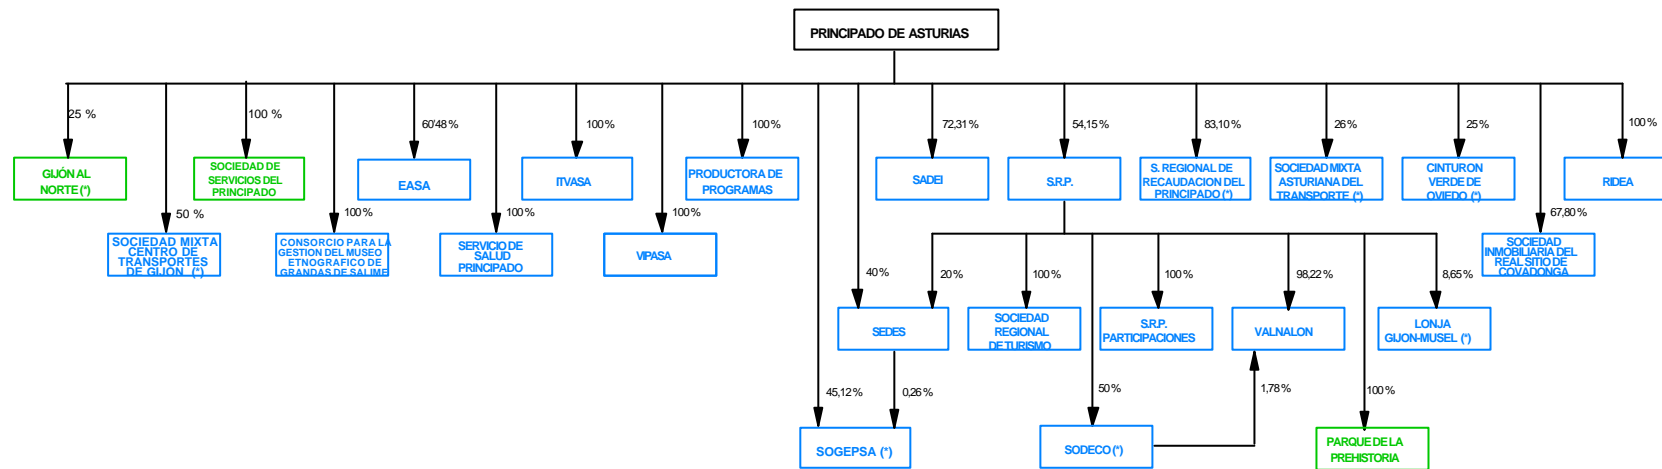 PRINCIPADO DE ASTURIAS
25 %
100 %
60'48 %
100%
100%
72,31%
54,15%
83,10%
26%
25%
100%
GIJÓN AL
NORTE (*)
SOCIEDAD DE
SERVICIOS DEL
PRINCIPADO
EASA
ITVASA
PRODUCTORA DE
PROGRAMAS
SADEI
S.R.P.
S. REGIONAL DE
RECAUDACION DEL
PRINCIPADO (*)
SOCIEDAD MIXTA
ASTURIANA DEL
TRANSPORTE (*)
CINTURON
VERDE DE
OVIEDO (*)
RIDEA
50 %
100%
100%
100%
67,80%
SOCIEDAD MIXTA
CENTRO DE
TRANSPORTES
DE GIJÓN (*)
CONSORCIO PARA LA
GESTION DEL MUSEO
ETNOGRAFICO DE
GRANDAS DE SALIME
SERVICIO DE
SALUD
PRINCIPADO
VIPASA
SOCIEDAD
INMOBILIARIA DEL
REAL SITIO DE
COVADONGA
40%
20%
100%
100%
98,22%
8,65%
SEDES
SOCIEDAD
REGIONAL
DE TURISMO
S.R.P.
PARTICIPACIONES
VALNALON
LONJA
GIJON-MUSEL (*)
45,12%
0,26%
50%
1,78%
100%
SOGEPSA (*)
SODECO (*)
PARQUE DE LA
PREHISTORIA